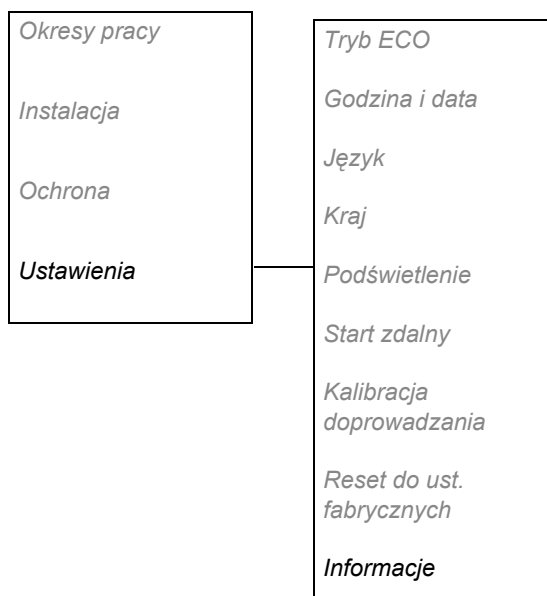 Okresy pracy
Instalacja
Ochrona
Ustawienia
Tryb ECO
Godzina i data
Język
Kraj
Podświetlenie
Start zdalny
Kalibracja
doprowadzania
Reset do ust.
fabrycznych
Informacje